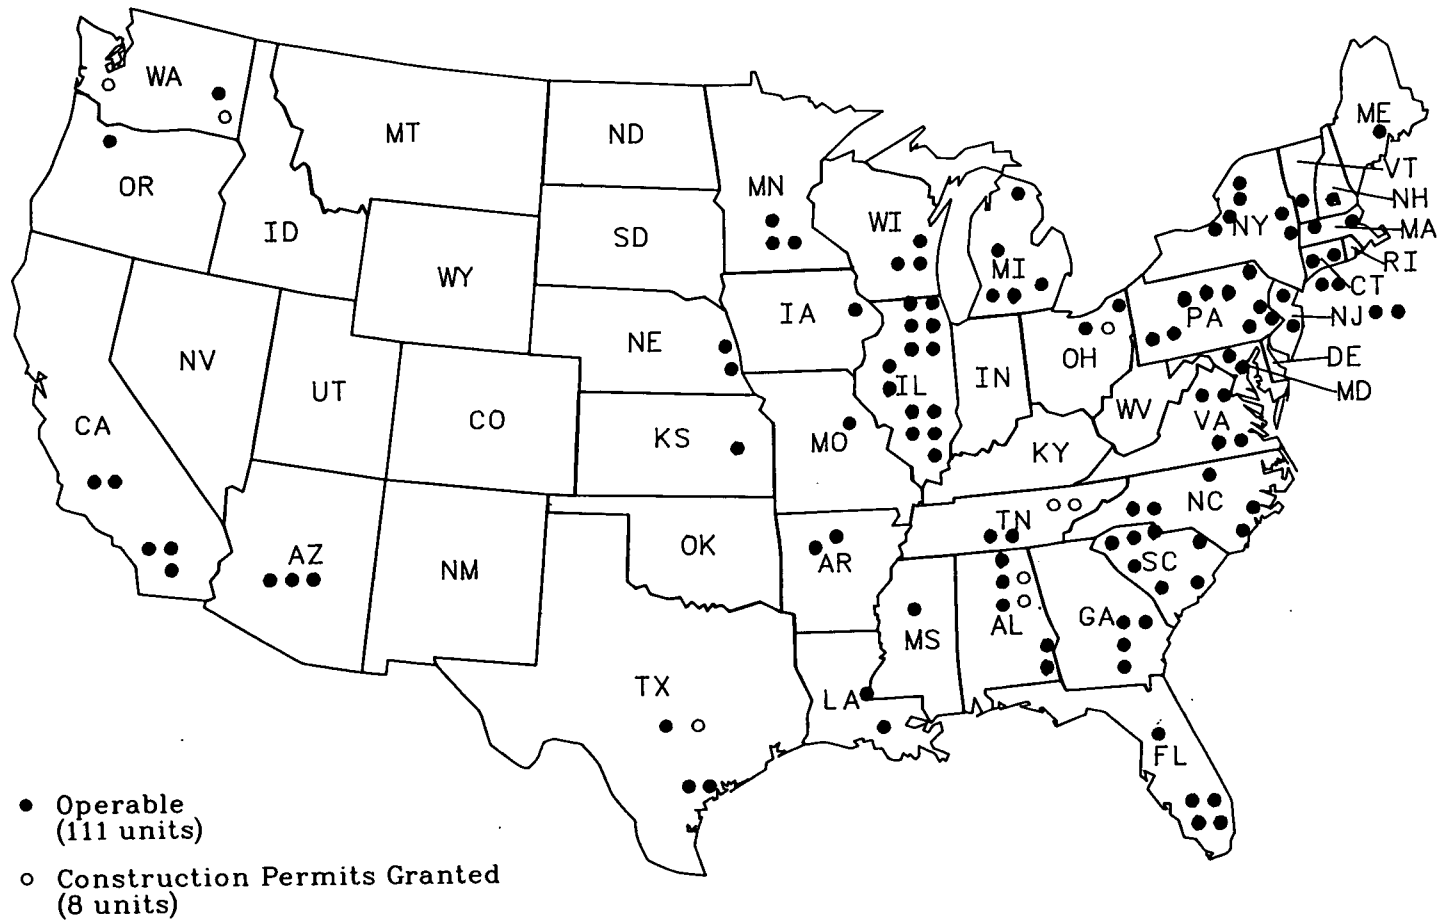 WA
ME
MT
ND
VT
OR
MN
NH
WI
NY
MA
ID
SD
MI
RI
WY
CT
IA
PA
NJ
NE
OH
NV
DE
IL
IN
UT
MD
WV
CO
VA
CA
KS
MO
KY
NC
TN
OK
AZ
AR
SC
NM
GA
AL
MS
TX
LA
FL
Operable
(111 units)
Construction Permits Granted
(8 units)